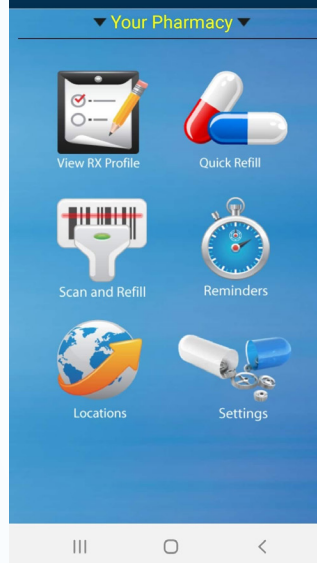 Your Pharmacy
View RX Profile
Quick Refill
Scan and Refill
Reminders
Locations
Settings